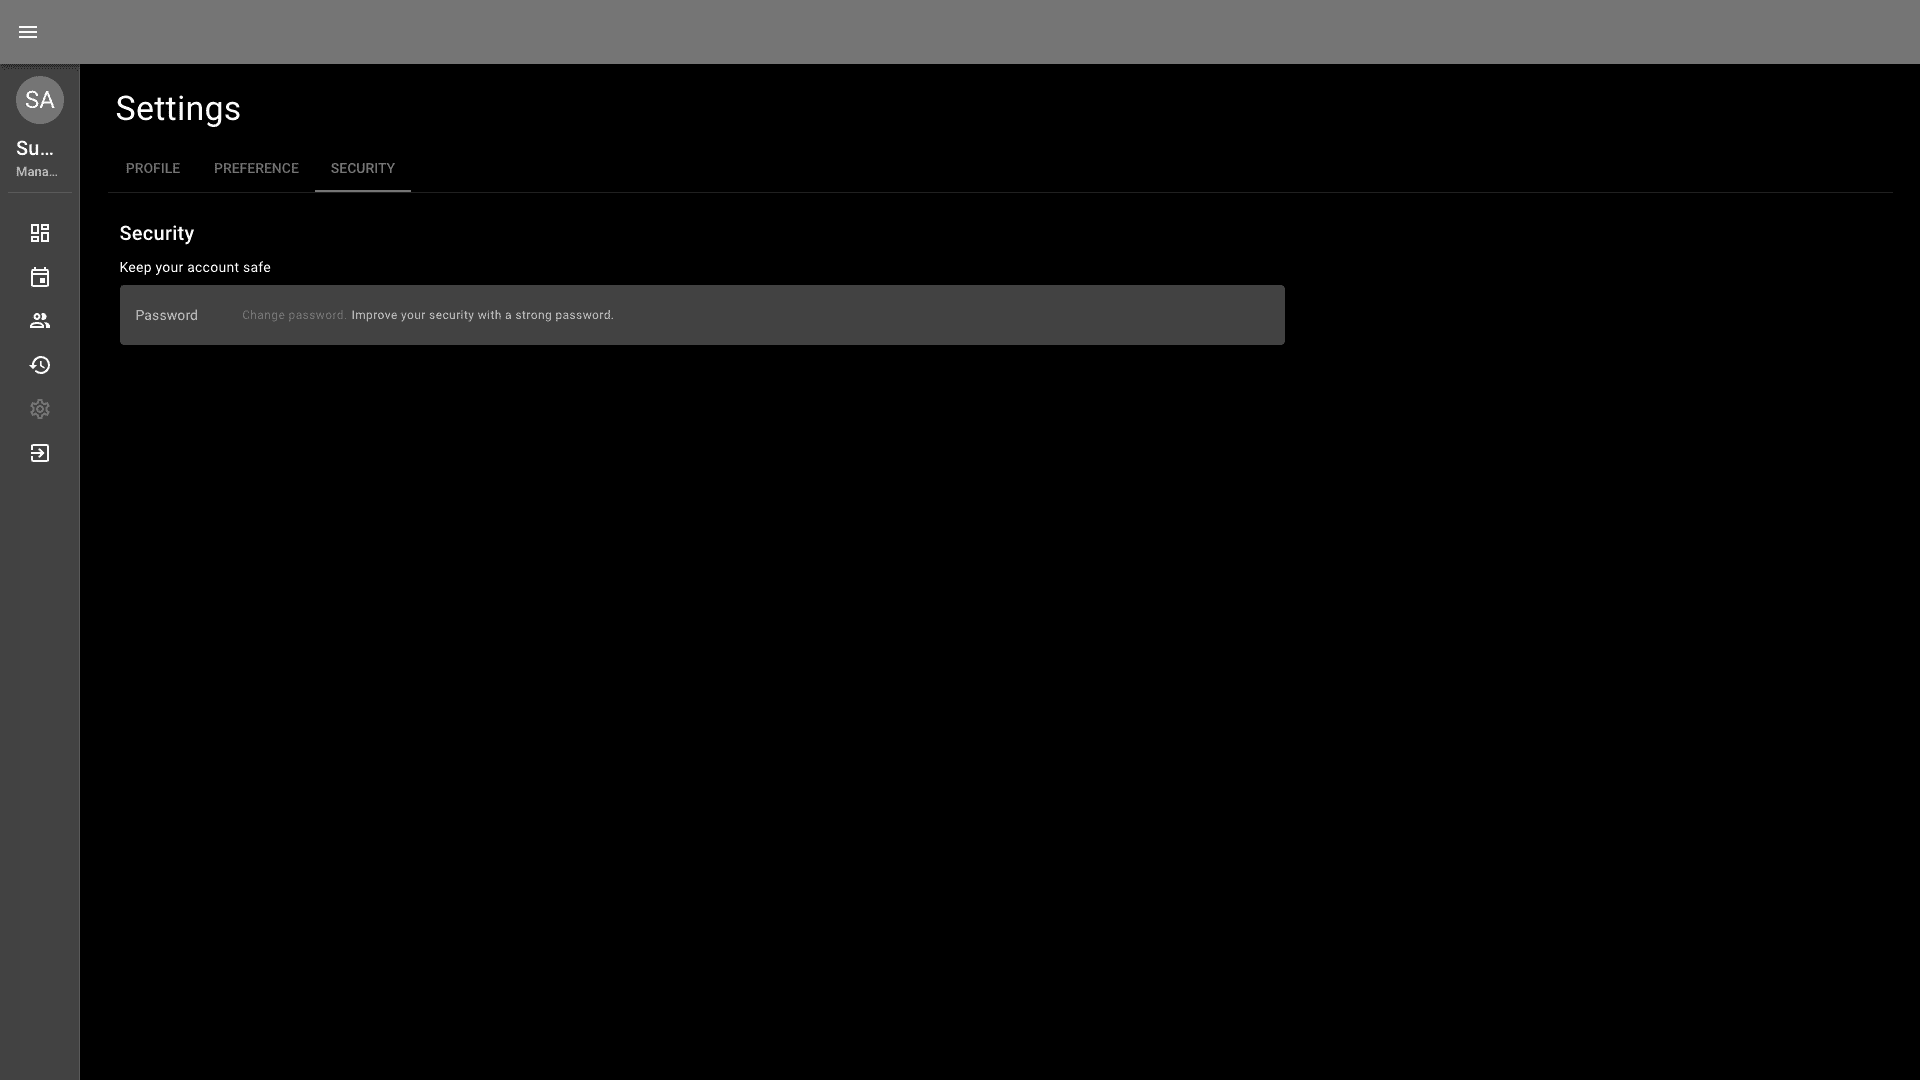 SA
Su...
Mana...
Settings
PROFILE
PREFERENCE
SECURITY
Security
Keep your account safe
Password
Change password. Improve your security with a strong password.